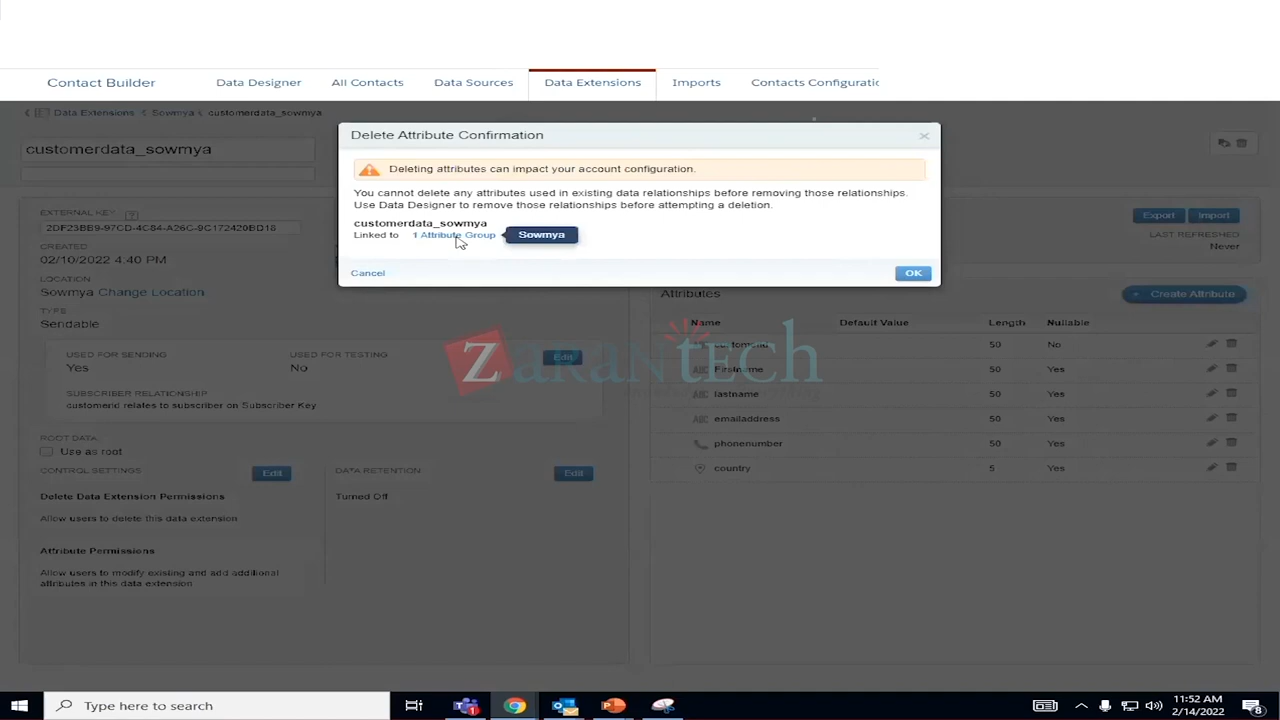 Contact Builder
Data Designer
All Contacts
Data Sources
Data Extensions
Imports
Contacts Configuratio
Data Extensions
Sowmya
customerdata_sowmya
customerdata_sowmya
Delete Attribute Confirmation
Deleting attributes can impact your account configuration.
You cannot delete any attributes used in existing data relationships before removing those relationships.
Use Data Designer to remove those relationships before attempting a deletion.
customerdata_sowmya
Linked to 1 Attribute Group
Sowmya
Cancel
OK
EXTERNAL KEY
2DF23BB9-97CD-4C84-A26C-9C172420BD18
CREATED
02/10/2022 4:40 PM
LOCATION
Sowmya Change Location
TYPE
Sendable
USED FOR SENDING
Yes
USED FOR TESTING
No
Edit
SUBSCRIBER RELATIONSHIP
customerid relates to subscriber on Subscriber Key
ROOT DATA
Use as root
CONTROL SETTINGS
Edit
DATA RETENTION
Edit
Delete Data Extension Permissions
Turned Off
Allow users to delete this data extension
Attribute Permissions
Allow users to modify existing and add additional
attributes in this data extension
Export
Import
LAST REFRESHED
Never
Attributes
Create Attribute
Name Default Value Length Nullable
50 No
Firstname 50 Yes
lastname 50 Yes
emailaddress 50 Yes
phonenumber 50 Yes
country 5 Yes
ZaRaNtech
Type here to search
11:52 AM
2/14/2022
8